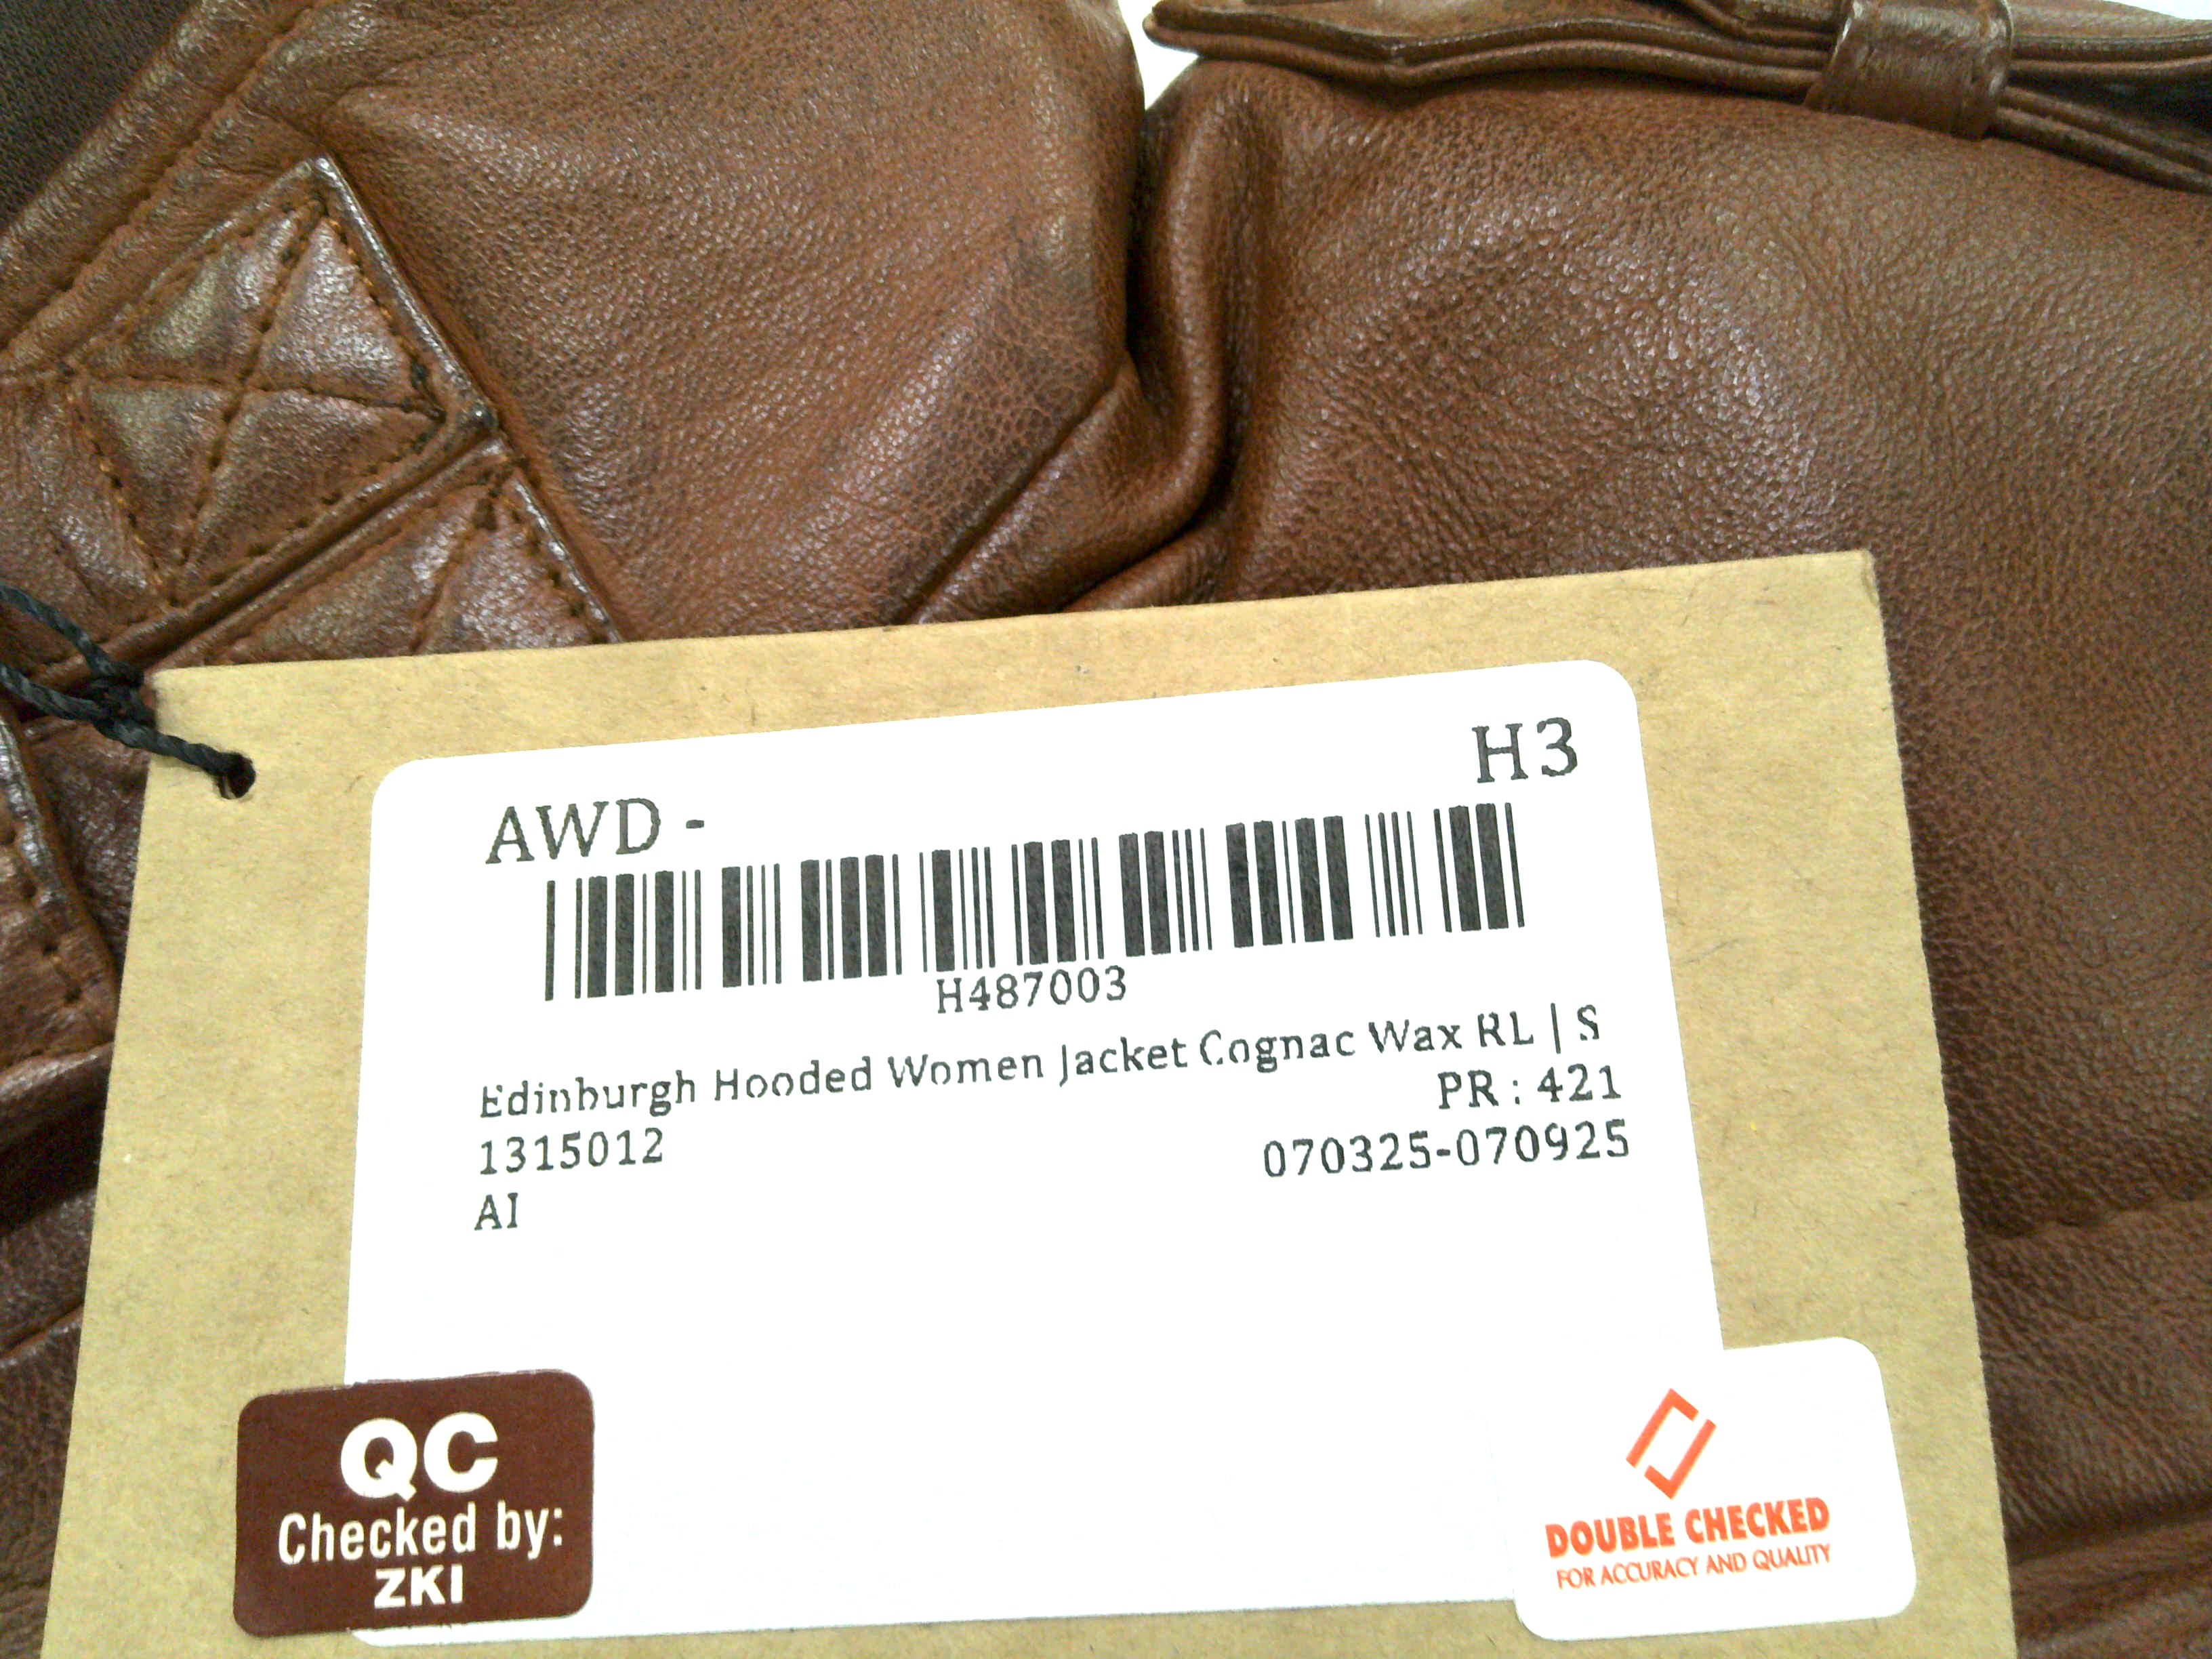 AWD - H3
H487003
Edinburgh Hooded Women Jacket Cognac Wax RL | S
PR : 421
1315012 070325-070925
AI
QC
Checked by:
ZKI
DOUBLE CHECKED
FOR ACCURACY AND QUALITY